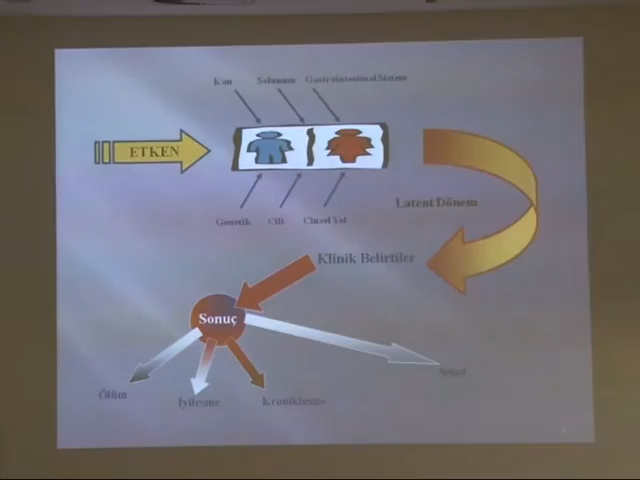 Kan Solunum Gastrointestinal Sistem
ETKEN
Latent Dönem
Genetik Cilt Cinsel Yol
Klinik Belirtiler
Sonuç
Ölüm
İyileşme
Kronikleşme